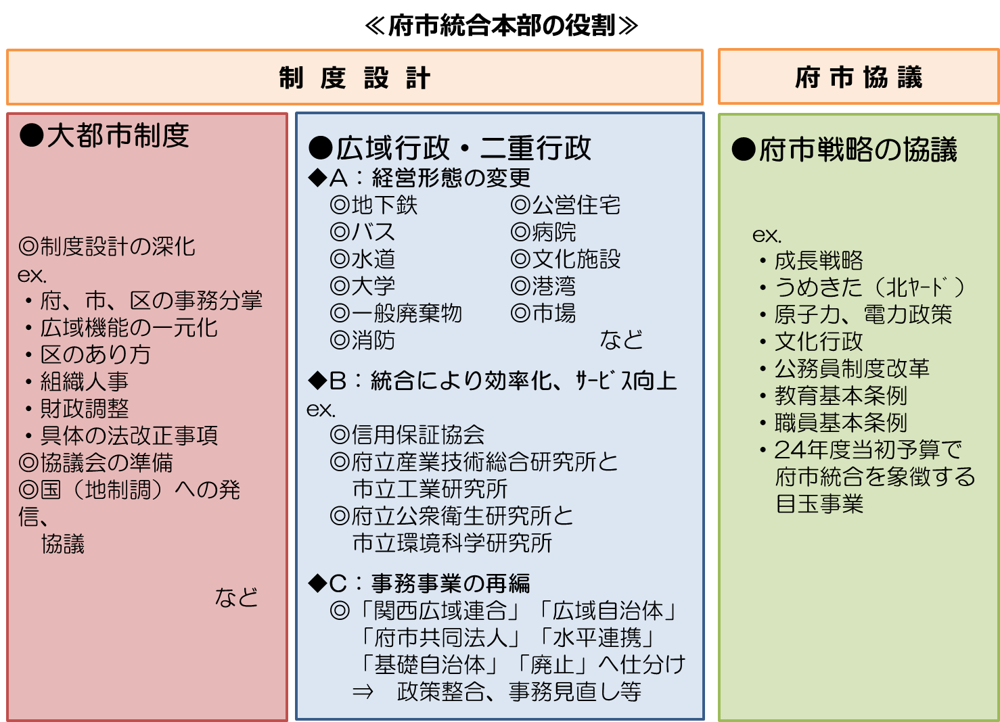 ≪府市統合本部の役割≫
制 度 設 計
●大都市制度
◎制度設計の深化
ex.
・府、市、区の事務分掌
・広域機能の一元化
・区のあり方
・組織人事
・財政調整
・具体の法改正事項
◎協議会の準備
◎国（地制調）への発
信、
協議
など
●広域行政・二重行政
◆Ａ：経営形態の変更
◎地下鉄　◎公営住宅
◎バス　◎病院
◎水道　◎文化施設
◎大学　◎港湾
◎一般廃棄物　◎市場
◎消防　など
◆Ｂ：統合により効率化、ｻｰﾋﾞｽ向上
ex.
◎信用保証協会
◎府立産業技術総合研究所と
市立工業研究所
◎府立公衆衛生研究所と
市立環境科学研究所
◆Ｃ：事務事業の再編
◎「関西広域連合」「広域自治体」
「府市共同法人」「水平連携」
「基礎自治体」「廃止」へ仕分け
⇒　政策整合、事務見直し等
府 市 協 議
●府市戦略の協議
ex.
・成長戦略
・うめきた（北ﾔｰﾄﾞ）
・原子力、電力政策
・文化行政
・公務員制度改革
・教育基本条例
・職員基本条例
・24年度当初予算で
府市統合を象徴する
目玉事業